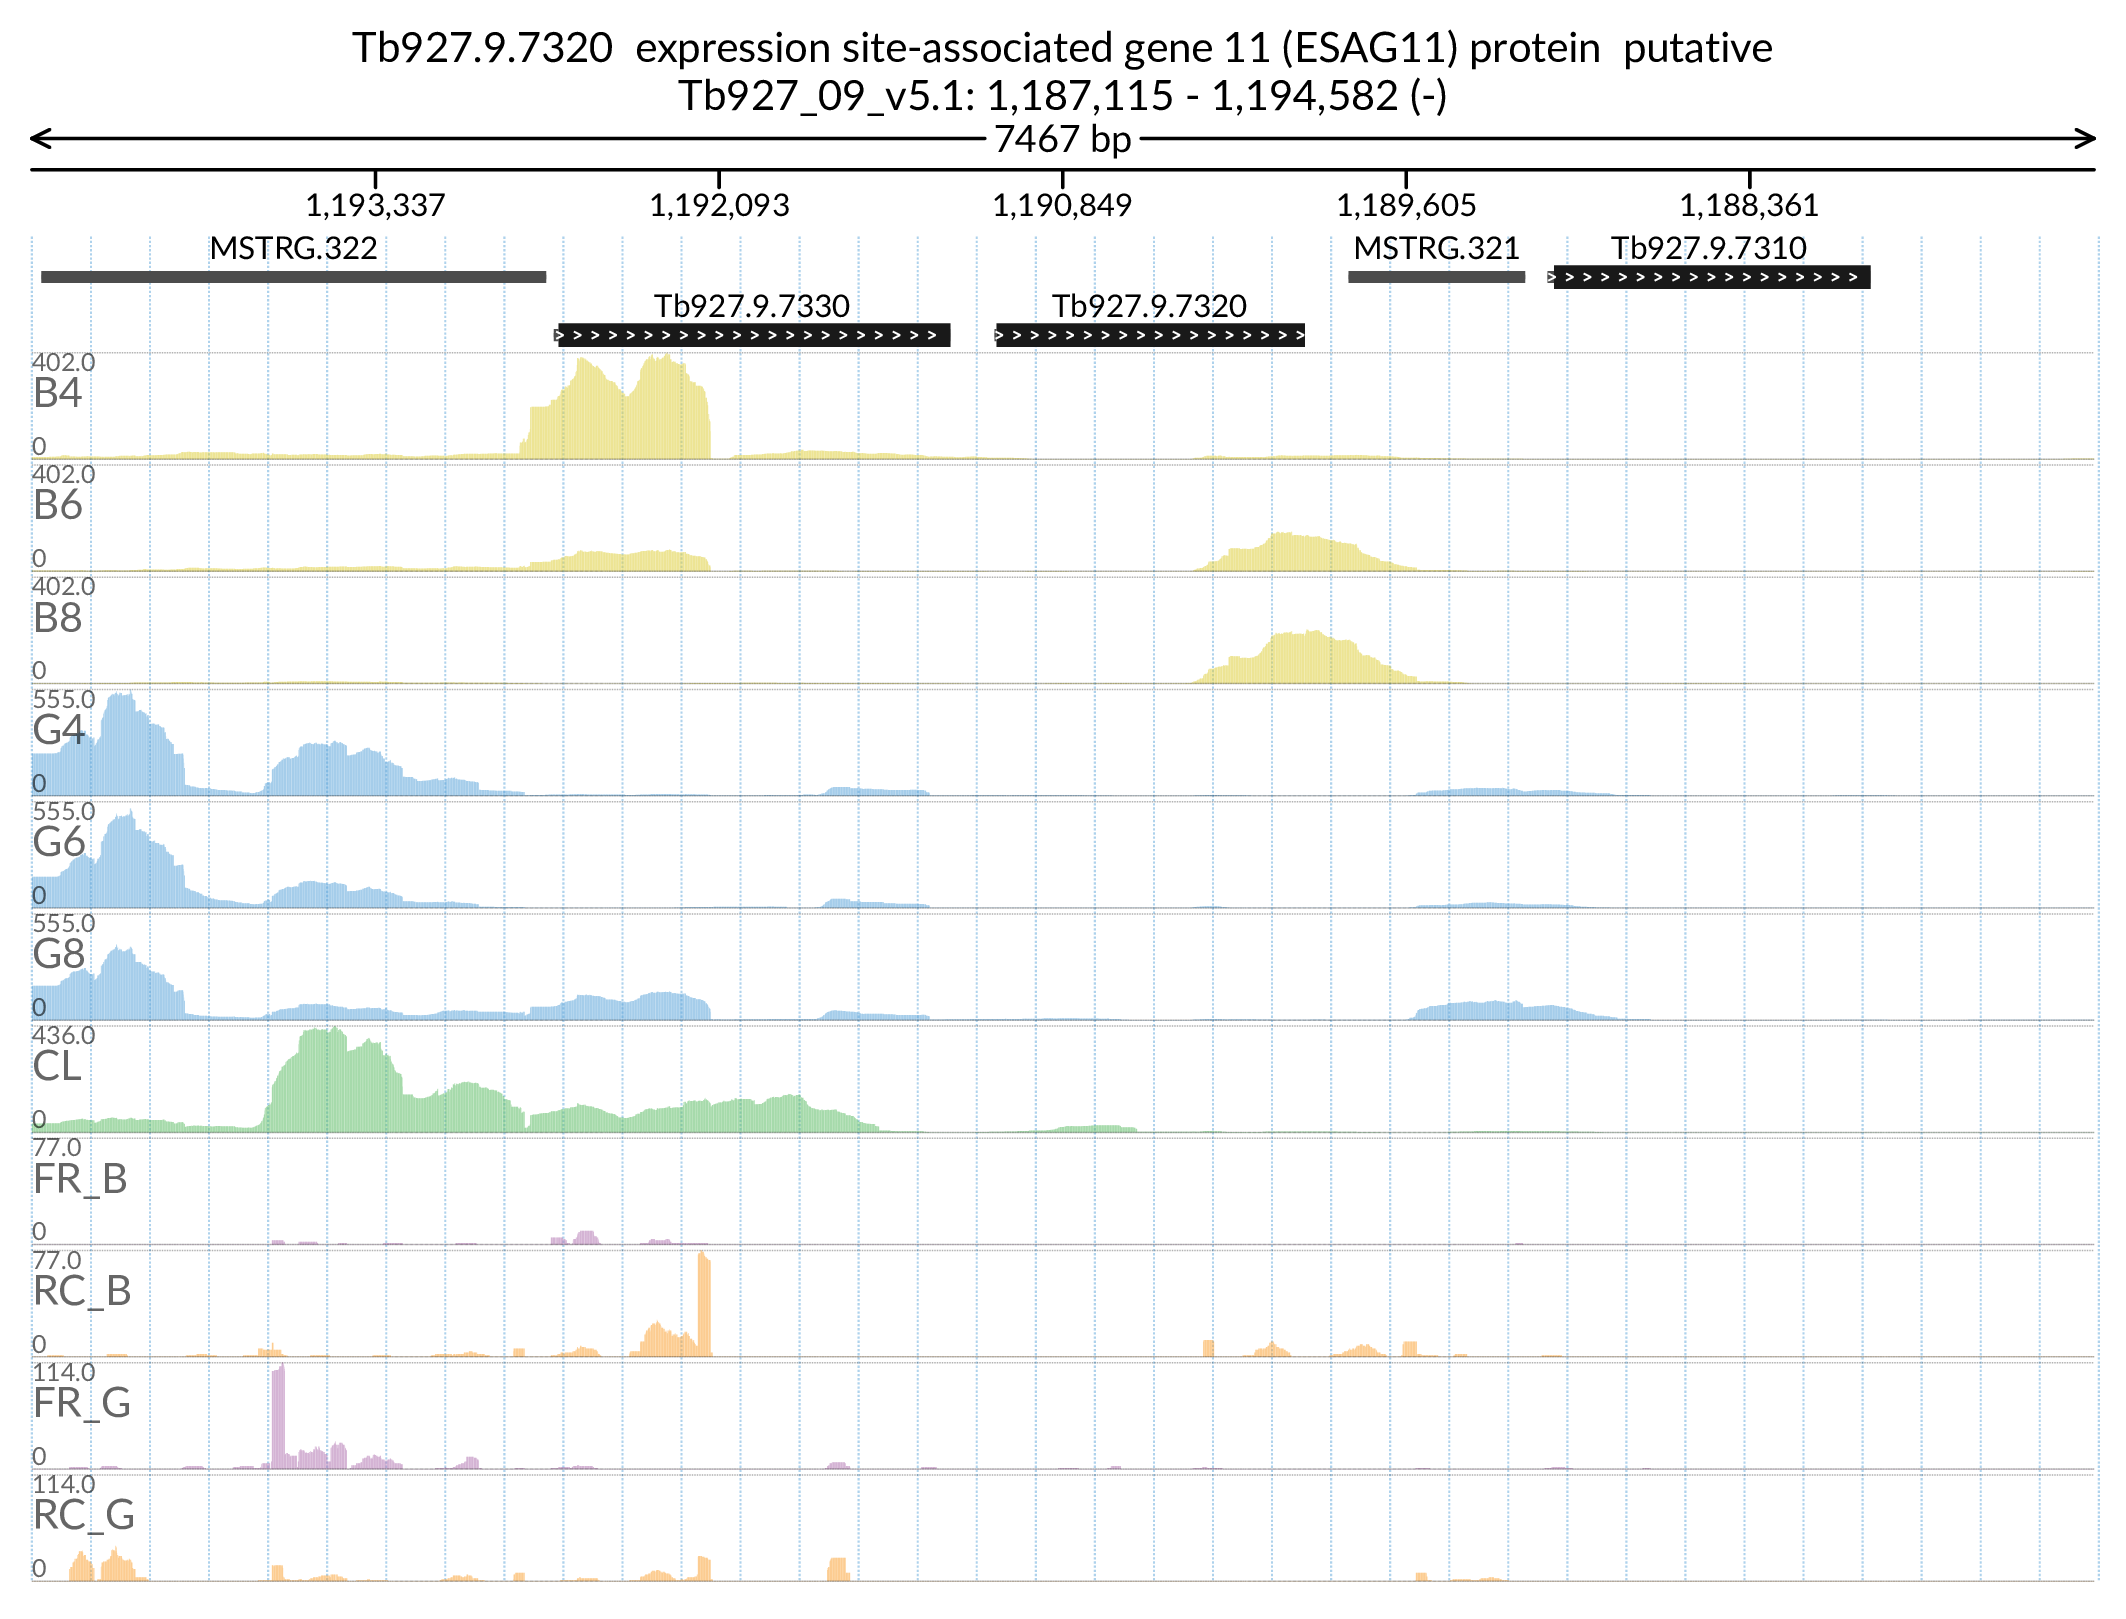 Tb927.9.7320  expression site-associated gene 11 (ESAG11) protein  putative
Tb927_09_v5.1: 1,187,115 - 1,194,582 (-)
7467 bp
1,193,337 1,192,093 1,190,849 1,189,605 1,188,361
MSTRG.322 MSTRG.321 Tb927.9.7310
Tb927.9.7330 Tb927.9.7320
402.0
B4
0
402.0
B6
0
402.0
B8
0
555.0
G4
0
555.0
G6
0
555.0
G8
0
436.0
CL
0
77.0
FR_B
0
77.0
RC_B
0
114.0
FR_G
0
114.0
RC_G
0